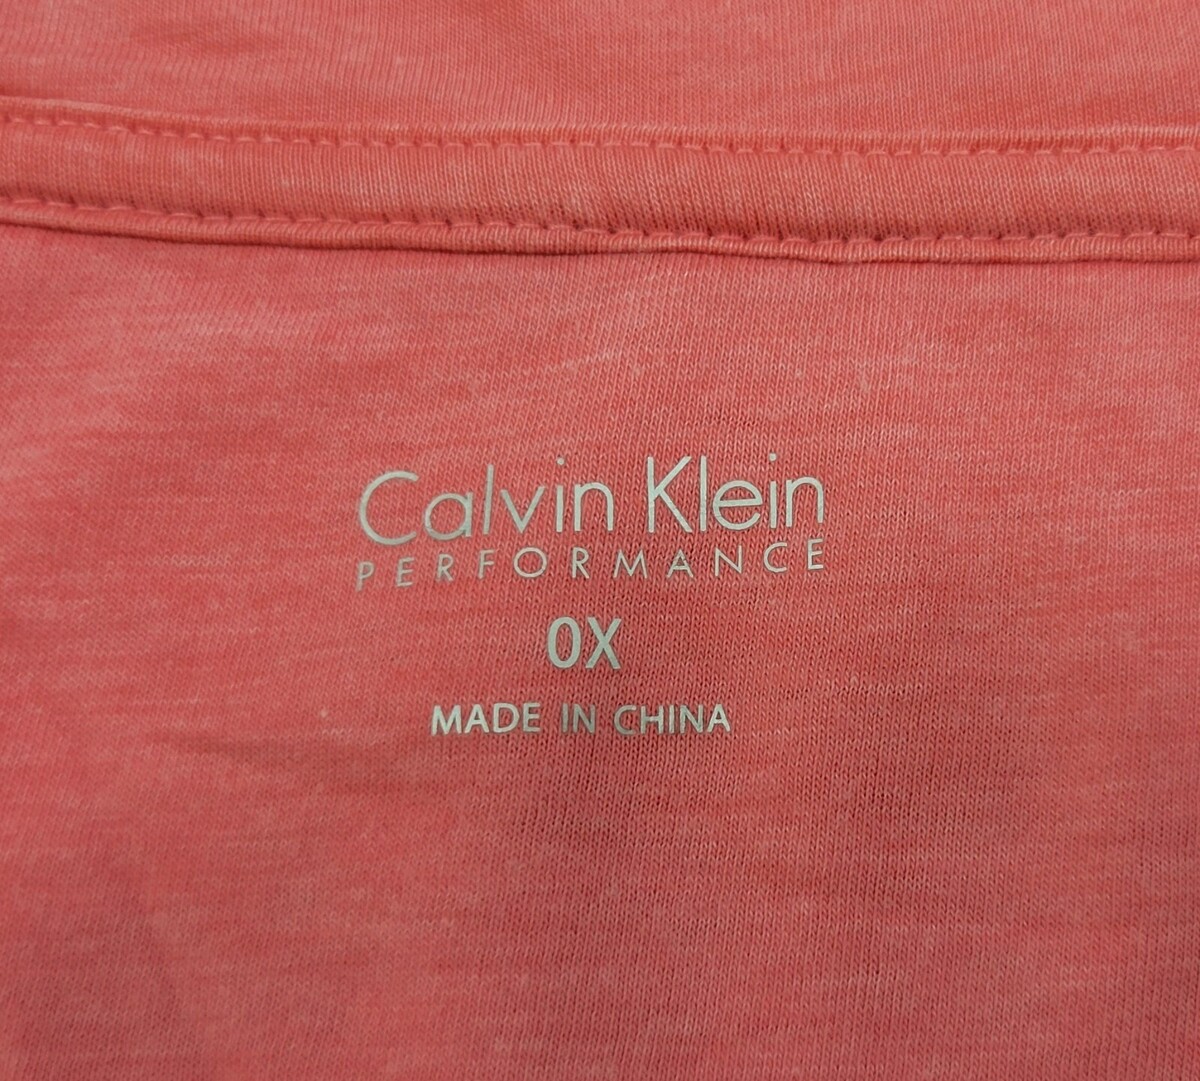 Calvin Klein
PERFORMANCE
0X
MADE IN CHINA